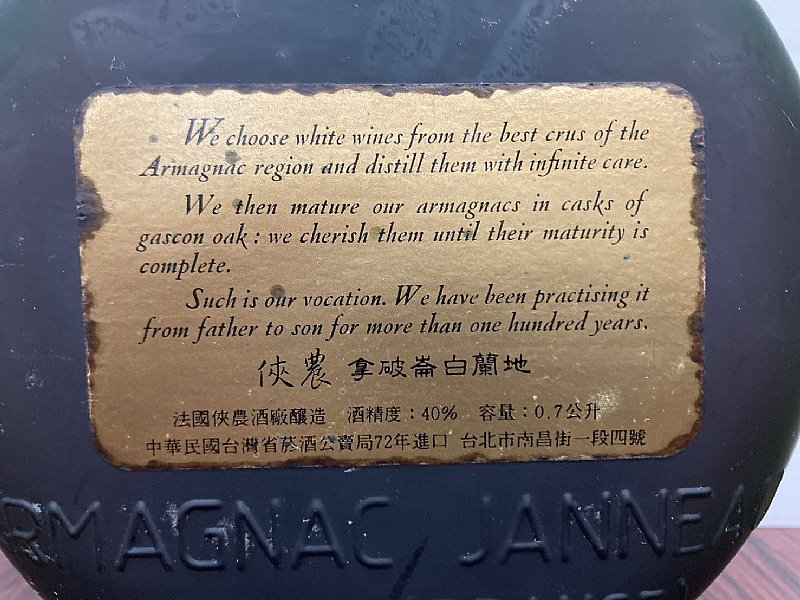 We choose white wines from the best crus of the
Armagnac region and distill them with infinite care.
We then mature our armagnacs in casks of
gascon oak : we cherish them until their maturity is
complete.
Such is our vocation. We have been practising it
from father to son for more than one hundred years.
俠農 拿破崙白蘭地
法國俠農酒廠釀造 酒精度：40% 容量：0.7公升
中華民國台灣省菸酒公賣局72年進口 台北市南昌街一段四號
RMAGNAC JANNEA